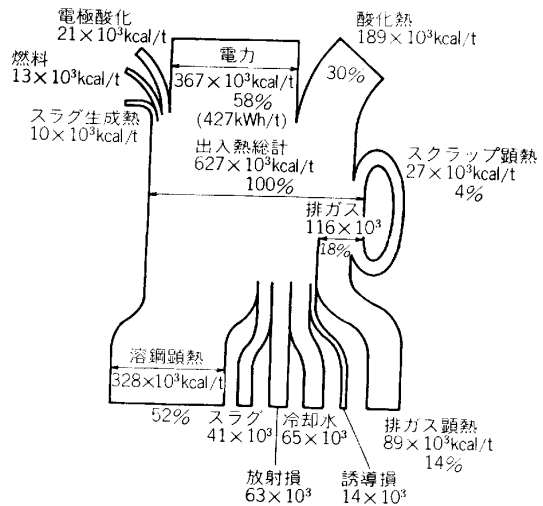 電極酸化
21×10³kcal/t
燃料
13×10³kcal/t
スラグ生成熱
10×10³kcal/t
電力
367×10³kcal/t
58%
(427kWh/t)
酸化熱
189×10³kcal/t
30%
出入熱総計
627×10³kcal/t
100%
スクラップ顕熱
27×10³kcal/t
4%
排ガス
116×10³
18%
溶鋼顕熱
328×10³kcal/t
52%
スラグ
41×10³
冷却水
65×10³
排ガス顕熱
89×10³kcal/t
14%
放射損
63×10³
誘導損
14×10³